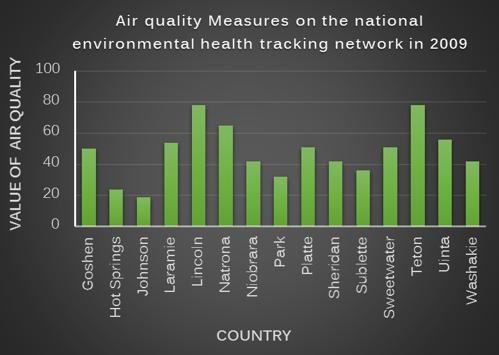 Air quality Measures on the national
environmental health tracking network in 2009
VALUE OF AIR QUALITY
100
80
60
40
20
0
Goshen
Hot Springs
Johnson
Laramie
Lincoln
Natrona
Niobrara
Park
Platte
Sheridan
Sublette
Sweetwater
Teton
Uinta
Washakie
COUNTRY